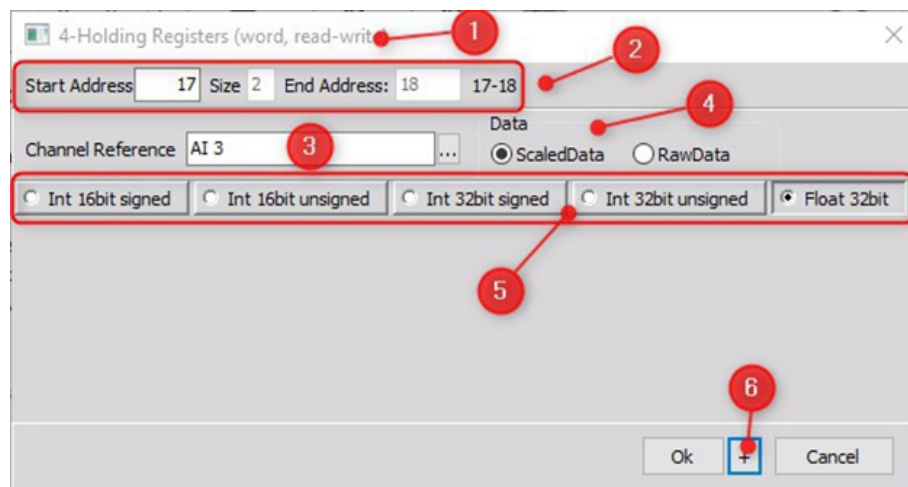 4-Holding Registers (word, read-write) 1
2
Start Address 17 Size 2 End Address: 18 17-18
4
Data
Channel Reference AI 3 3 ... ScaledData RawData
Int 16bit signed Int 16bit unsigned Int 32bit signed Int 32bit unsigned Float 32bit
5
6
Ok + Cancel